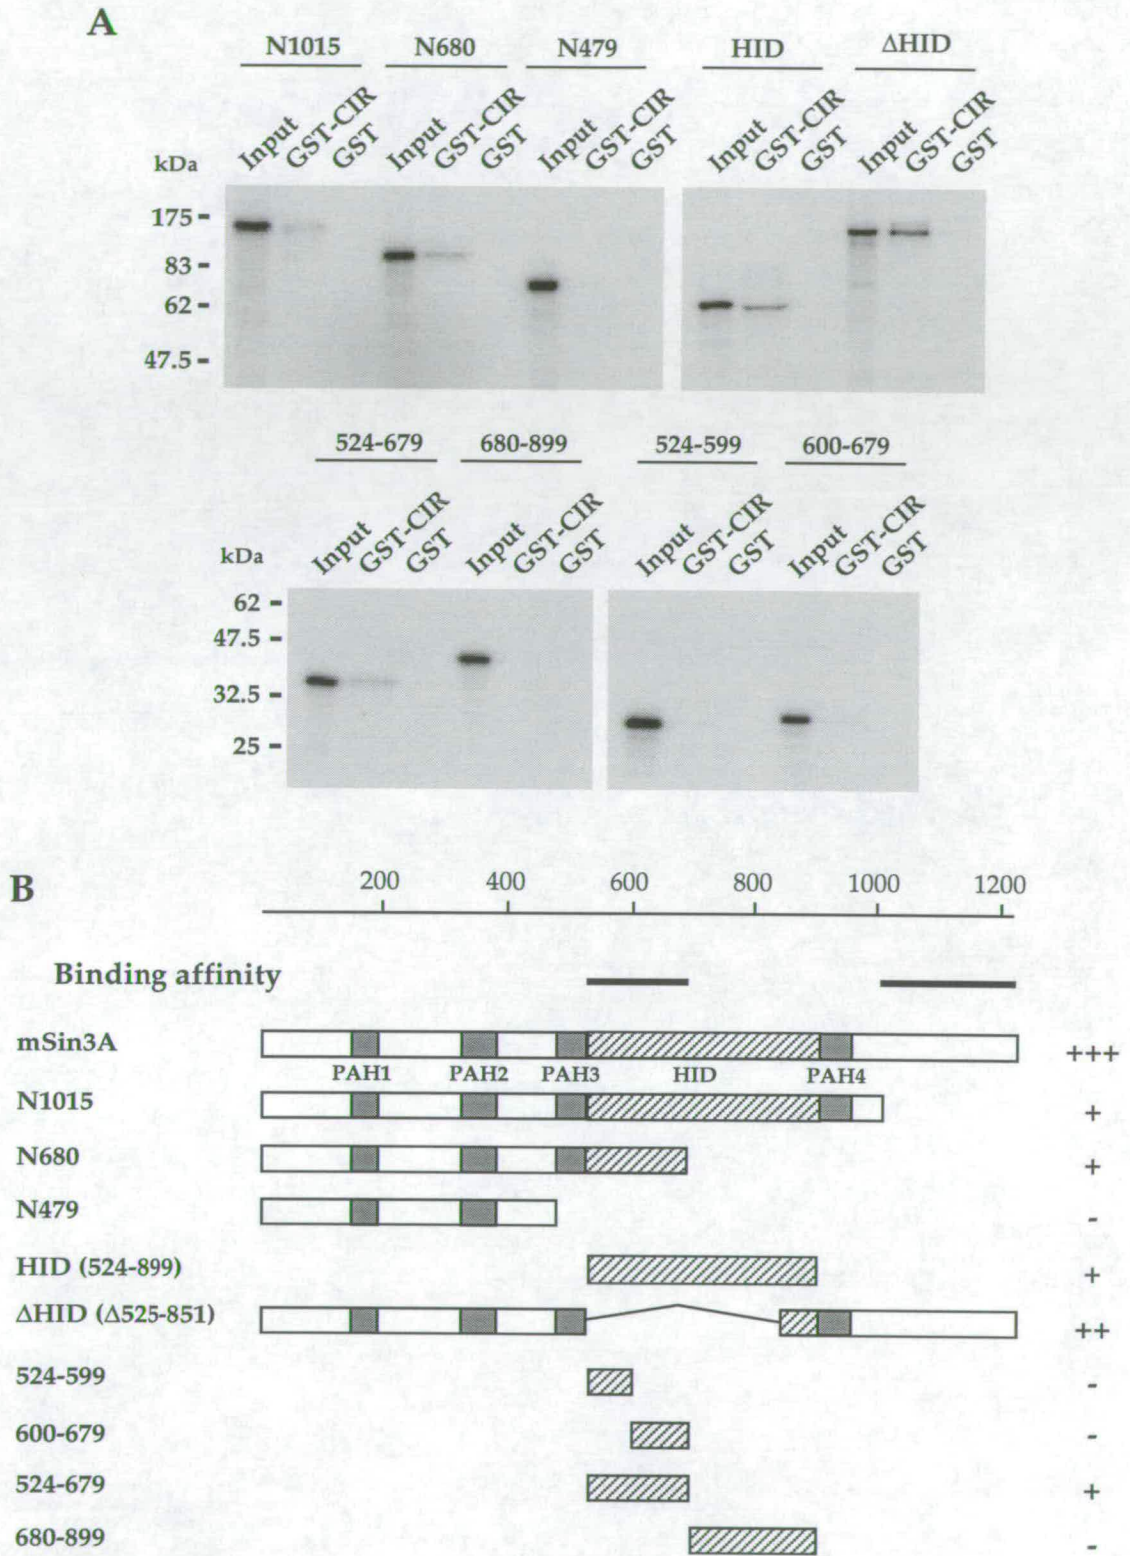 A
N1015 N680 N479 HID ΔHID
Input GST-CIR GST Input GST-CIR GST Input GST-CIR GST Input GST-CIR GST Input GST-CIR GST
kDa
175
83
62
47.5
524-679 680-899 524-599 600-679
Input GST-CIR GST Input GST-CIR GST Input GST-CIR GST Input GST-CIR GST
kDa
62
47.5
32.5
25
B
200 400 600 800 1000 1200
Binding affinity
mSin3A +++
PAH1 PAH2 PAH3 HID PAH4
N1015 +
N680 +
N479 -
HID (524-899) +
ΔHID (Δ525-851) ++
524-599 -
600-679 -
524-679 +
680-899 -